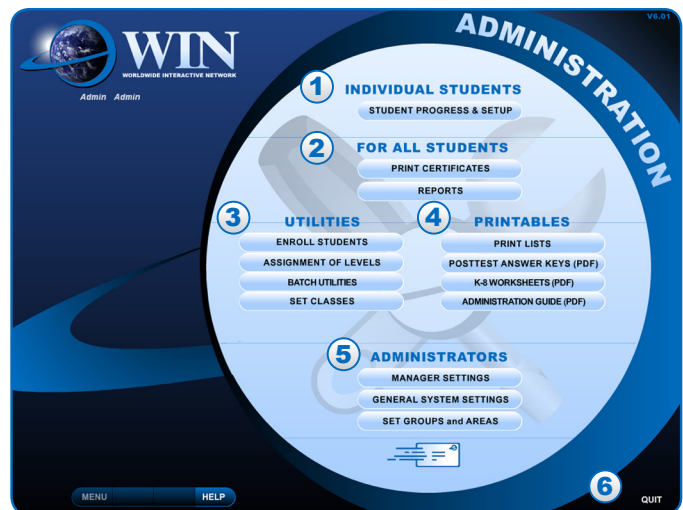 V6.01
ADMINISTRATION
WIN
WORLDWIDE INTERACTIVE NETWORK
Admin Admin
1 INDIVIDUAL STUDENTS
STUDENT PROGRESS & SETUP
2 FOR ALL STUDENTS
PRINT CERTIFICATES
REPORTS
3 UTILITIES
ENROLL STUDENTS
ASSIGNMENT OF LEVELS
BATCH UTILITIES
SET CLASSES
4 PRINTABLES
PRINT LISTS
POSTTEST ANSWER KEYS (PDF)
K-8 WORKSHEETS (PDF)
ADMINISTRATION GUIDE (PDF)
5 ADMINISTRATORS
MANAGER SETTINGS
GENERAL SYSTEM SETTINGS
SET GROUPS and AREAS
MENU HELP
6 QUIT